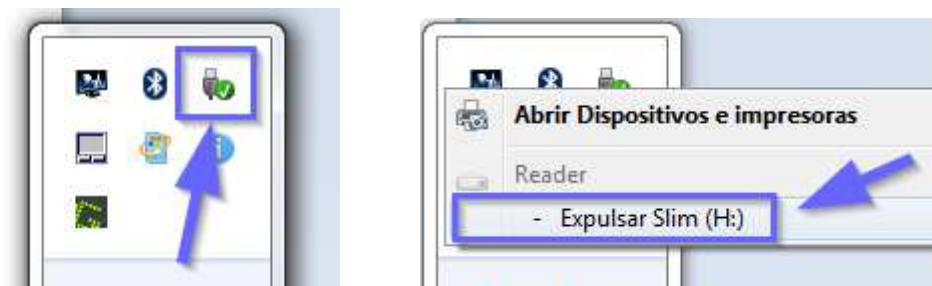 Abrir Dispositivos e impresoras
Reader
- Expulsar Slim (H:)